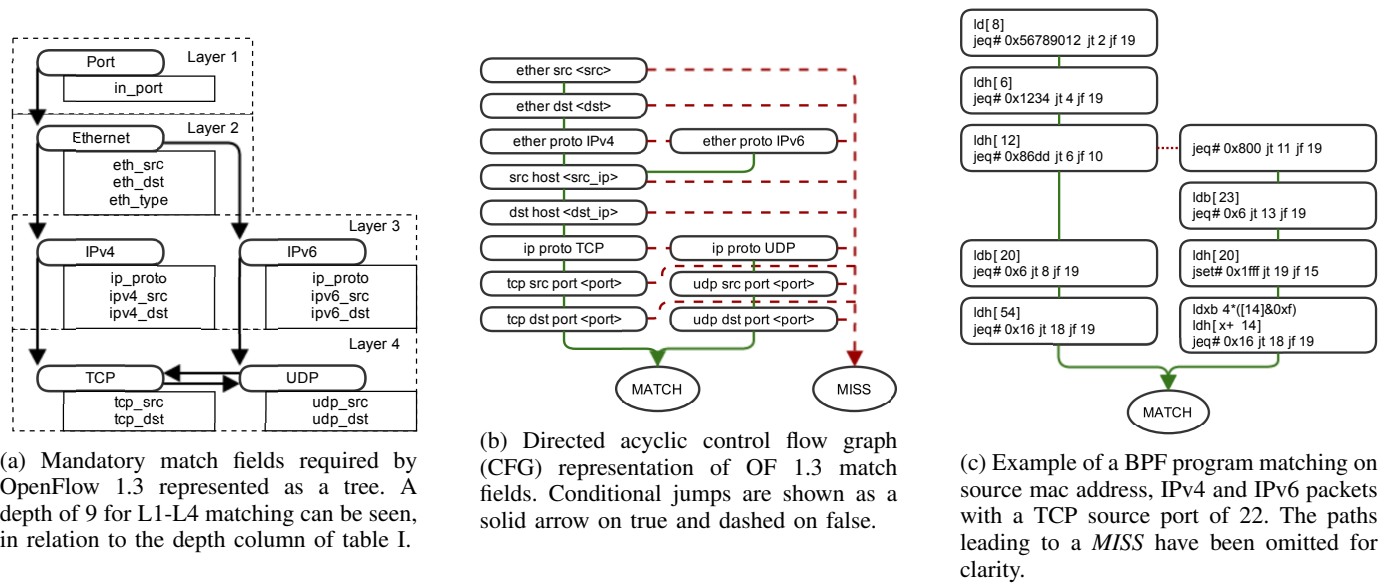 Port
Layer 1
in_port
Layer 2
Ethernet
eth_src
eth_dst
eth_type
Layer 3
IPv4
IPv6
ip_proto
ipv4_src
ipv4_dst
ip_proto
ipv6_src
ipv6_dst
Layer 4
TCP
UDP
tcp_src
tcp_dst
udp_src
udp_dst
(a) Mandatory match fields required by
OpenFlow 1.3 represented as a tree. A
depth of 9 for L1-L4 matching can be seen,
in relation to the depth column of table I.
ether src <src>
ether dst <dst>
ether proto IPv4
ether proto IPv6
src host <src_ip>
dst host <dst_ip>
ip proto TCP
ip proto UDP
tcp src port <port>
udp src port <port>
tcp dst port <port>
udp dst port <port>
MATCH
MISS
(b) Directed acyclic control flow graph
(CFG) representation of OF 1.3 match
fields. Conditional jumps are shown as a
solid arrow on true and dashed on false.
ld[8]
jeq# 0x56789012 jt 2 jf 19
ldh[6]
jeq# 0x1234 jt 4 jf 19
ldh[12]
jeq# 0x86dd jt 6 jf 10
jeq# 0x800 jt 11 jf 19
ldb[23]
jeq# 0x6 jt 13 jf 19
ldb[20]
jeq# 0x6 jt 8 jf 19
ldh[20]
jset# 0x1fff jt 19 jf 15
ldh[54]
jeq# 0x16 jt 18 jf 19
ldxb 4*([14]&0xf)
ldh[x+ 14]
jeq# 0x16 jt 18 jf 19
MATCH
(c) Example of a BPF program matching on
source mac address, IPv4 and IPv6 packets
with a TCP source port of 22. The paths
leading to a MISS have been omitted for
clarity.